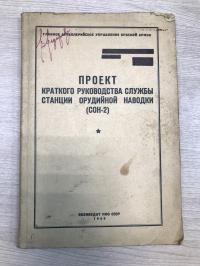 ГЛАВНОЕ АРТИЛЛЕРИЙСКОЕ УПРАВЛЕНИЕ КРАСНОЙ АРМИИ
ПРОЕКТ
КРАТКОГО РУКОВОДСТВА СЛУЖБЫ
СТАНЦИИ ОРУДИЙНОЙ НАВОДКИ
(СОН-2)
ВОЕНИЗДАТ НКО СССР